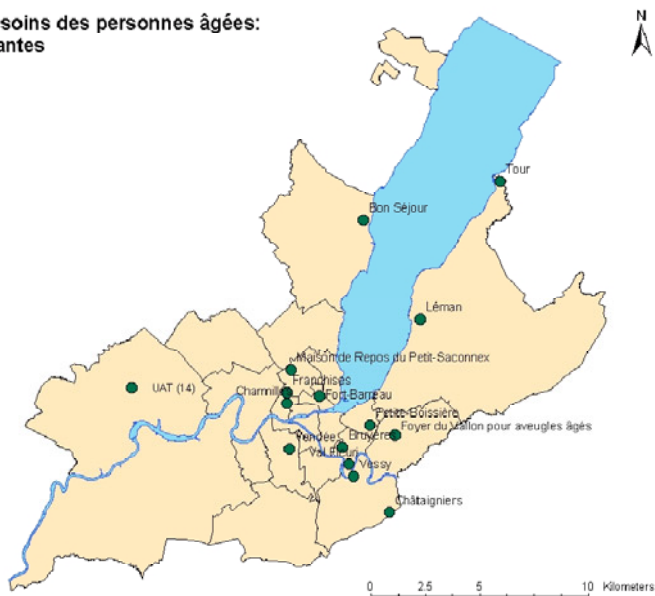 soins des personnes âgées:
antes
N
Tour
Bon Séjour
Léman
Maison de Repos du Petit-Saconnex
Franchises
UAT (14)
Charmilles
Fort-Barreau
Petite-Boissière
Foyer du Vallon pour aveugles âgés
Bruyères
Vendée
Val Fleuri
Vessy
Châtaigniers
0 2.5 5 10 Kilometers